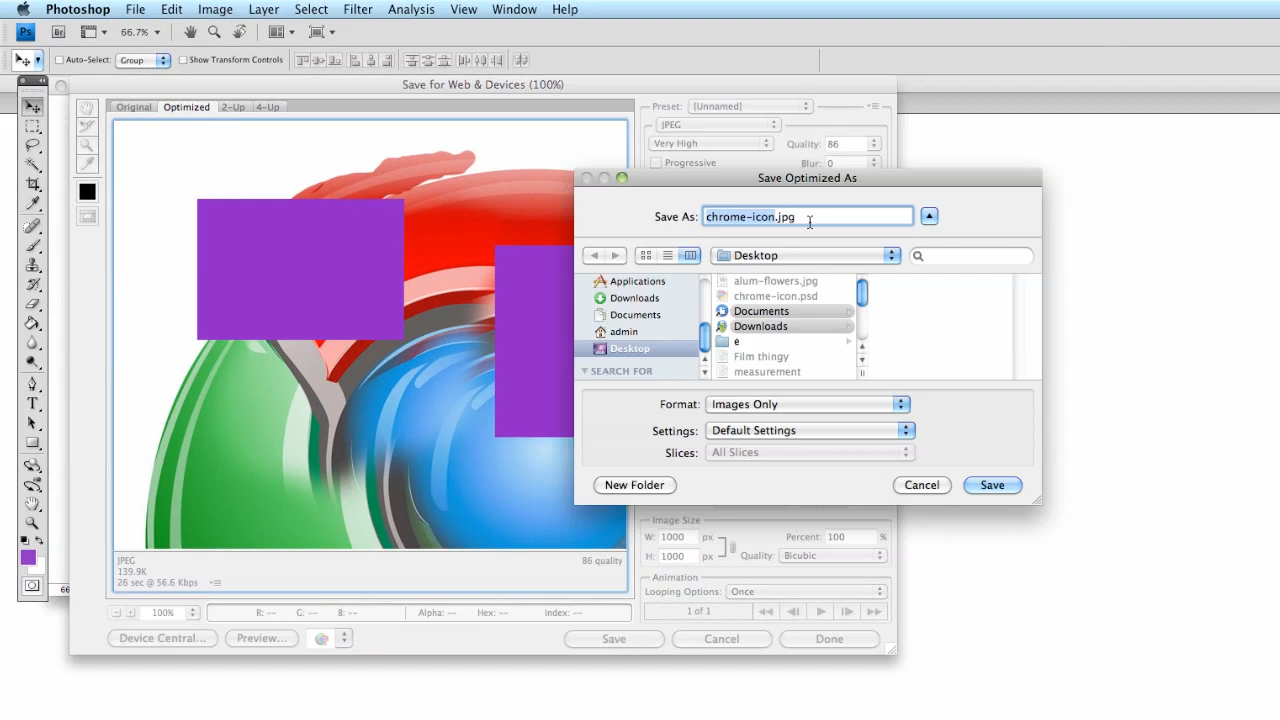 Photoshop File Edit Image Layer Select Filter Analysis View Window Help
Ps Br 66.7%
Auto-Select: Group Show Transform Controls
Save for Web & Devices (100%)
Original Optimized 2-Up 4-Up
Preset: [Unnamed]
JPEG
Very High Quality: 86
Progressive Blur: 0
Save Optimized As
Save As: chrome-icon.jpg
Desktop
Applications
Downloads
Documents
admin
Desktop
SEARCH FOR
alum-flowers.jpg
chrome-icon.psd
Documents
Downloads
e
Film thingy
measurement
Format: Images Only
Settings: Default Settings
Slices: All Slices
New Folder Cancel Save
Image Size
W: 1000 px Percent: 100 %
H: 1000 px Quality: Bicubic
Animation
Looping Options: Once
1 of 1
JPEG 86 quality
139.9K
26 sec @ 56.6 Kbps
66
100% R: -- G: -- B: -- Alpha: -- Hex: -- Index: --
Device Central... Preview... Save Cancel Done